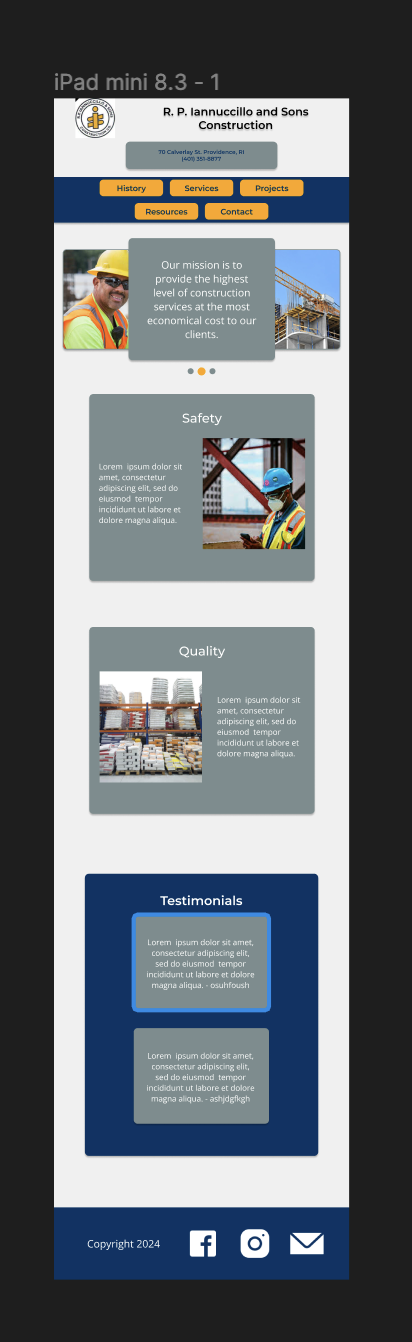 iPad mini 8.3 - 1
R. P. Iannuccillo and Sons
Construction
70 Calverlay St. Providence, RI
(401) 351-8877
History Services Projects
Resources Contact
Our mission is to
provide the highest
level of construction
services at the most
economical cost to our
clients.
Safety
Lorem ipsum dolor sit
amet, consectetur
adipiscing elit, sed do
eiusmod tempor
incididunt ut labore et
dolore magna aliqua.
Quality
Lorem ipsum dolor sit
amet, consectetur
adipiscing elit, sed do
eiusmod tempor
incididunt ut labore et
dolore magna aliqua.
Testimonials
Lorem ipsum dolor sit amet,
consectetur adipiscing elit,
sed do eiusmod tempor
incididunt ut labore et dolore
magna aliqua. - osuhfoush
Lorem ipsum dolor sit amet,
consectetur adipiscing elit,
sed do eiusmod tempor
incididunt ut labore et dolore
magna aliqua. - ashjdgfkgh
Copyright 2024